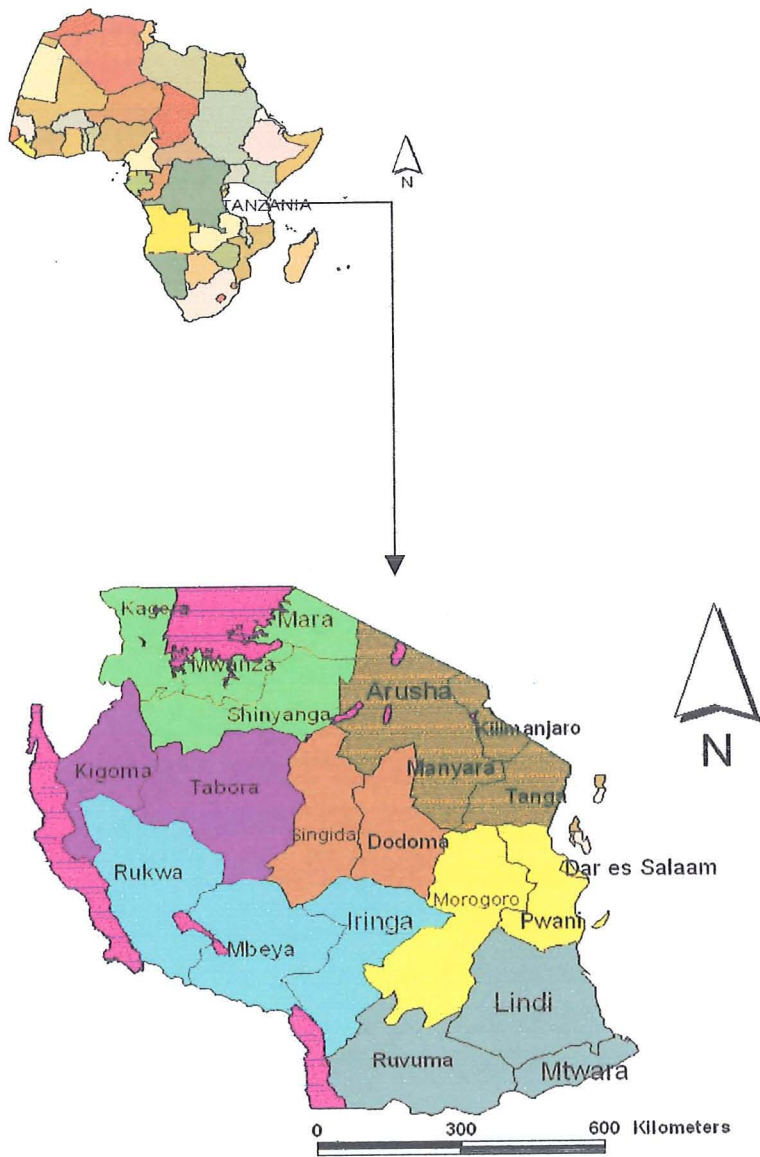 N
TANZANIA
Kagera
Mara
Mwanza
Arusha
Shinyanga
Kilimanjaro
N
Kigoma
Manyara
Tabora
Tanga
Singida
Dodoma
Dar es Salaam
Rukwa
Morogoro
Iringa
Pwani
Mbeya
Lindi
Ruvuma
Mtwara
0 300 600 Kilometers